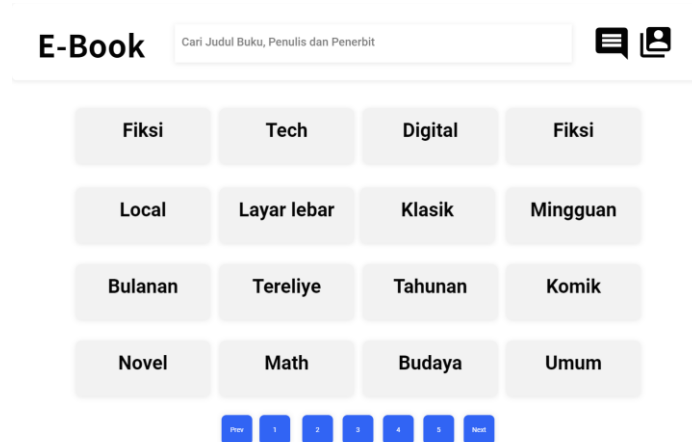 E-Book
Cari Judul Buku, Penulis dan Penerbit
Fiksi Tech Digital Fiksi
Local Layar lebar Klasik Mingguan
Bulanan Tereliye Tahunan Komik
Novel Math Budaya Umum
Prev 1 2 3 4 5 Next